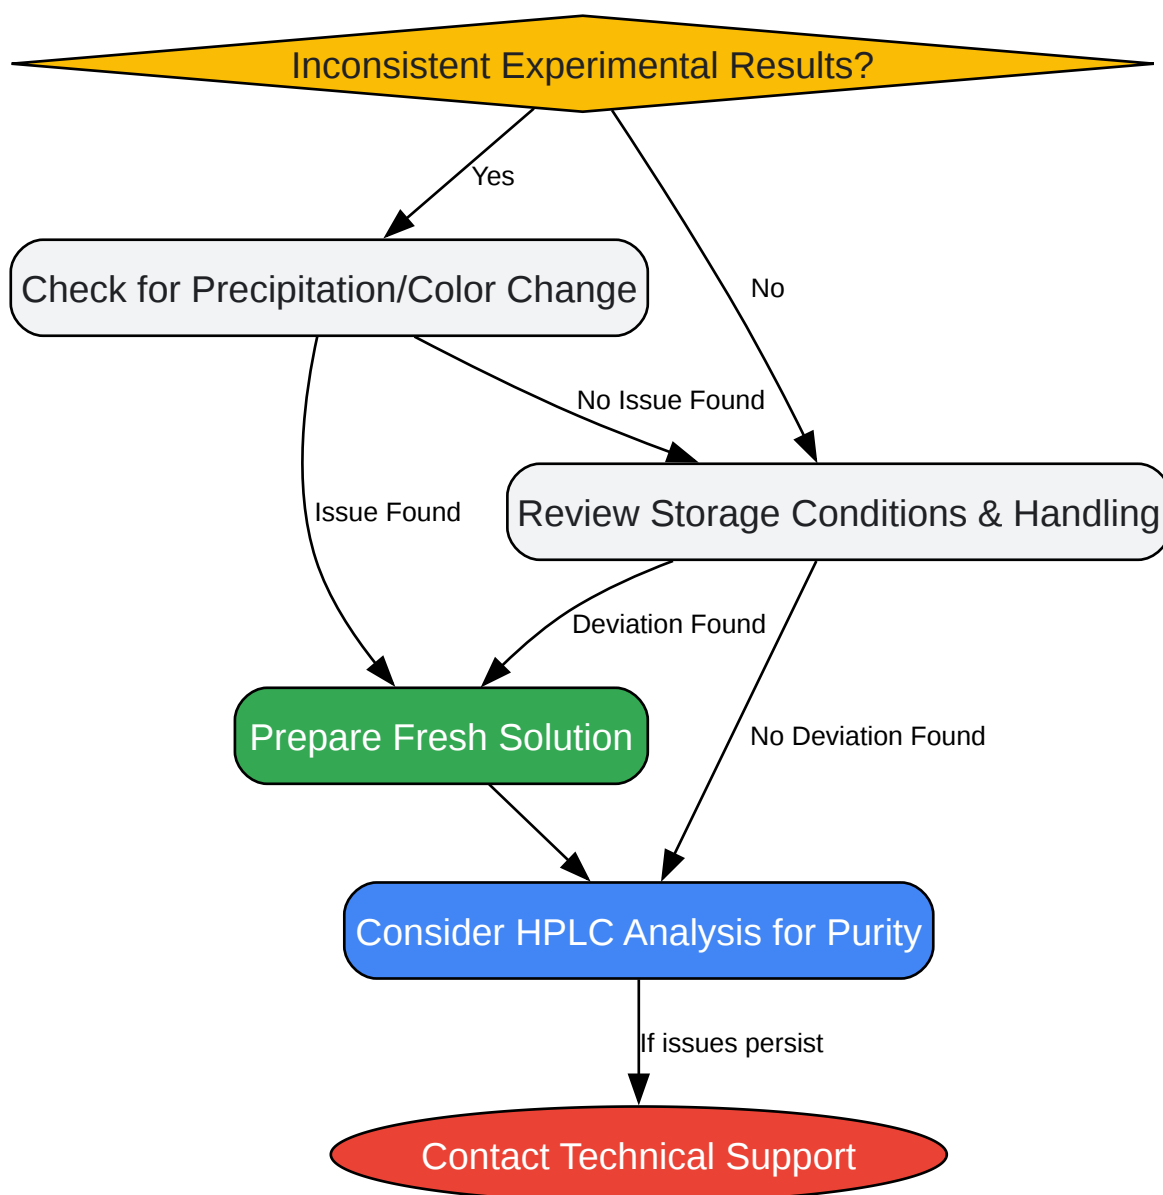 Inconsistent Experimental Results?
Yes
Check for Precipitation/Color Change
No
No Issue Found
Issue Found
Review Storage Conditions & Handling
Deviation Found
Prepare Fresh Solution
No Deviation Found
Consider HPLC Analysis for Purity
If issues persist
Contact Technical Support